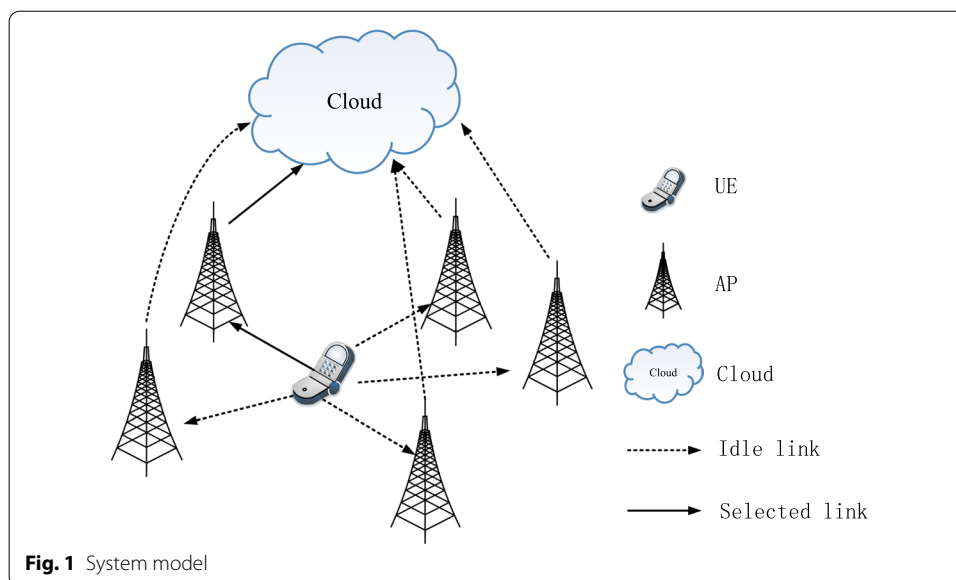 Cloud
UE
AP
Cloud
Cloud
Idle link
Selected link
Fig. 1 System model